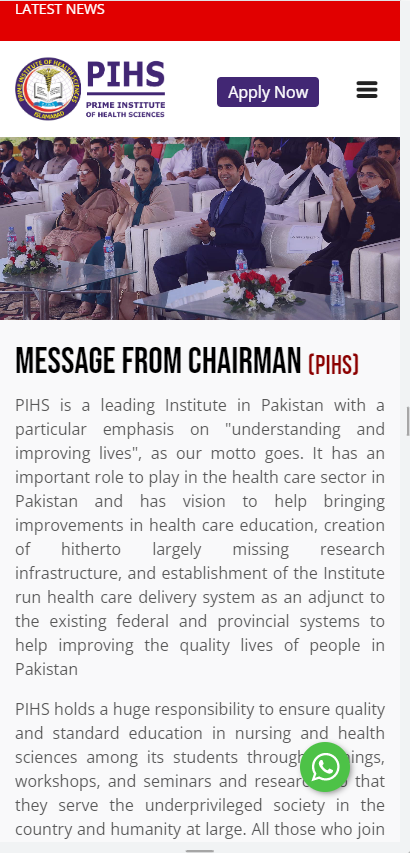 LATEST NEWS
PRIME INSTITUTE OF HEALTH SCIENCES
ISLAMABAD
PIHS
PRIME INSTITUTE
OF HEALTH SCIENCES
Apply Now
MESSAGE FROM CHAIRMAN (PIHS)
PIHS is a leading Institute in Pakistan with a
particular emphasis on "understanding and
improving lives", as our motto goes. It has an
important role to play in the health care sector in
Pakistan and has vision to help bringing
improvements in health care education, creation
of hitherto largely missing research
infrastructure, and establishment of the Institute
run health care delivery system as an adjunct to
the existing federal and provincial systems to
help improving the quality lives of people in
Pakistan
PIHS holds a huge responsibility to ensure quality
and standard education in nursing and health
sciences among its students through
workshops, and seminars and that
they serve the underprivileged society in the
country and humanity at large. All those who join